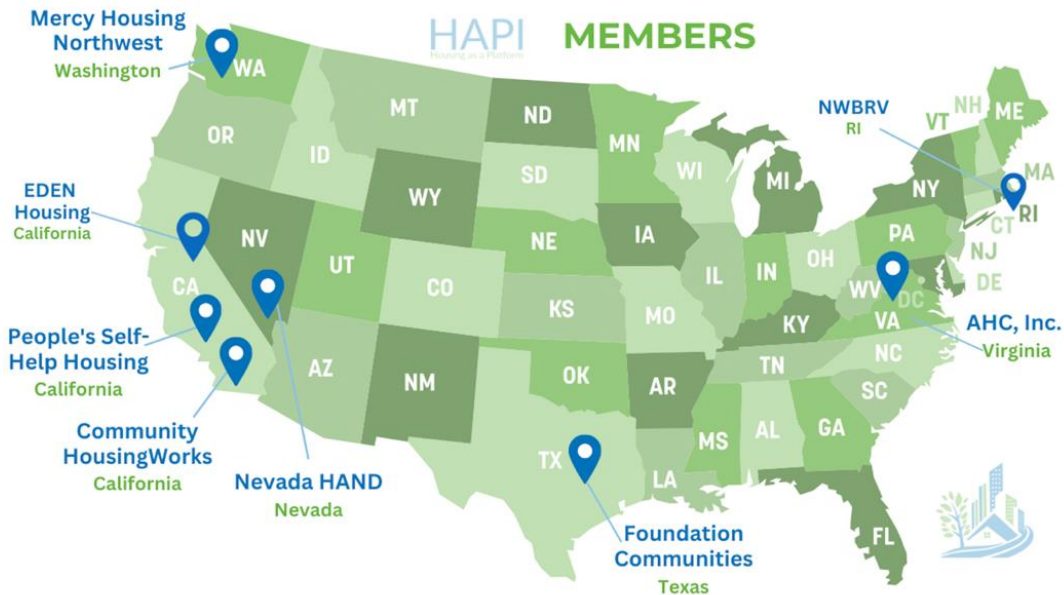 HAPI
Housing as a Platform
MEMBERS
Mercy Housing
Northwest
Washington
WA
MT
ND
MN
OR
ID
SD
WI
MI
WY
NWBRV
RI
VT
NH
ME
NY
MA
RI
CT
EDEN
Housing
California
NV
UT
CO
NE
IA
IL
IN
OH
PA
NJ
DE
WV
DC
CA
KS
MO
KY
VA
AHC, Inc.
Virginia
People's Self-
Help Housing
California
AZ
NM
OK
AR
TN
NC
SC
Community
HousingWorks
California
Nevada HAND
Nevada
TX
LA
MS
AL
GA
FL
Foundation
Communities
Texas